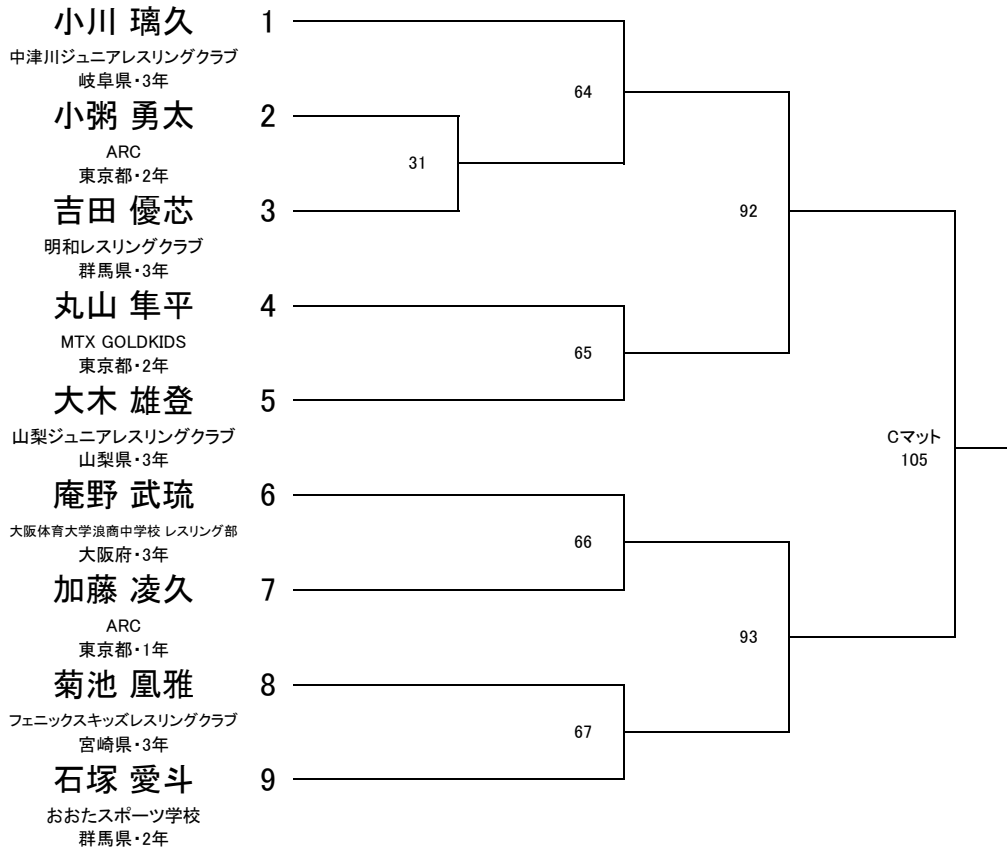 小川 璃久 1
中津川ジュニアレスリングクラブ
岐阜県・3年
64
小粥 勇太 2
ARC
東京都・2年
31
吉田 優芯 3
92
明和レスリングクラブ
群馬県・3年
丸山 隼平 4
MTX GOLDKIDS
東京都・2年
65
大木 雄登 5
山梨ジュニアレスリングクラブ
山梨県・3年
Cマット
105
庵野 武琉 6
大阪体育大学浪商中学校 レスリング部
大阪府・3年
66
加藤 凌久 7
ARC
東京都・1年
93
菊池 凰雅 8
フェニックスキッズレスリングクラブ
宮崎県・3年
67
石塚 愛斗 9
おおたスポーツ学校
群馬県・2年